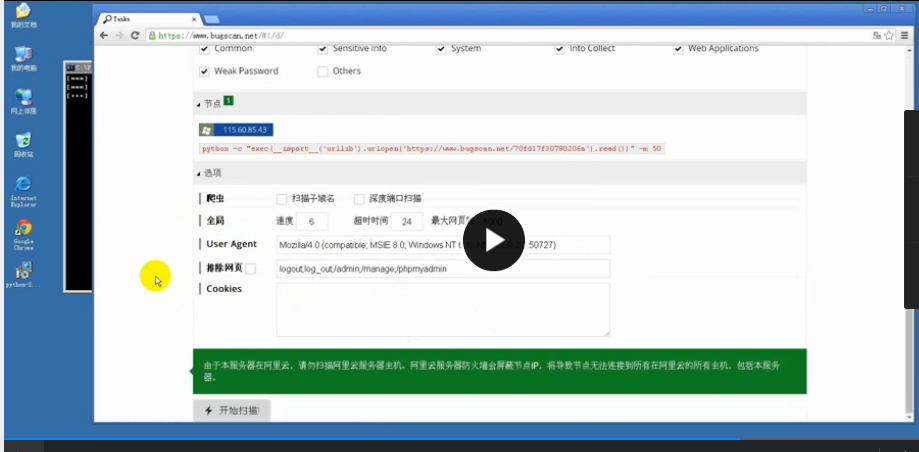 我的文档
Tasks
https://www.bugscan.net/#!/d/
Common Sensitive Info System Info Collect Web Applications
我的电脑
Weak Password Others
网上邻居
节点 1
115.60.85.43
python -c "exec(__import__('urllib').urlopen('https://www.bugscan.net/70fd17f30790206a').read())" -m 50
回收站
选项
爬虫 扫描子域名 深度端口扫描
Internet Explorer
全局 速度 6 超时时间 24 最大网页
Google Chrome
User Agent Mozilla/4.0 (compatible; MSIE 8.0; Windows NT 50727)
排除网页 logout;log_out;/admin;/manage;/phpmyadmin
python-2...
Cookies
由于本服务器在阿里云，请勿扫描阿里云服务器主机。阿里云服务器防火墙会屏蔽节点IP，将导致节点无法连接到所有在阿里云的所有主机，包括本服务
器。
开始扫描!